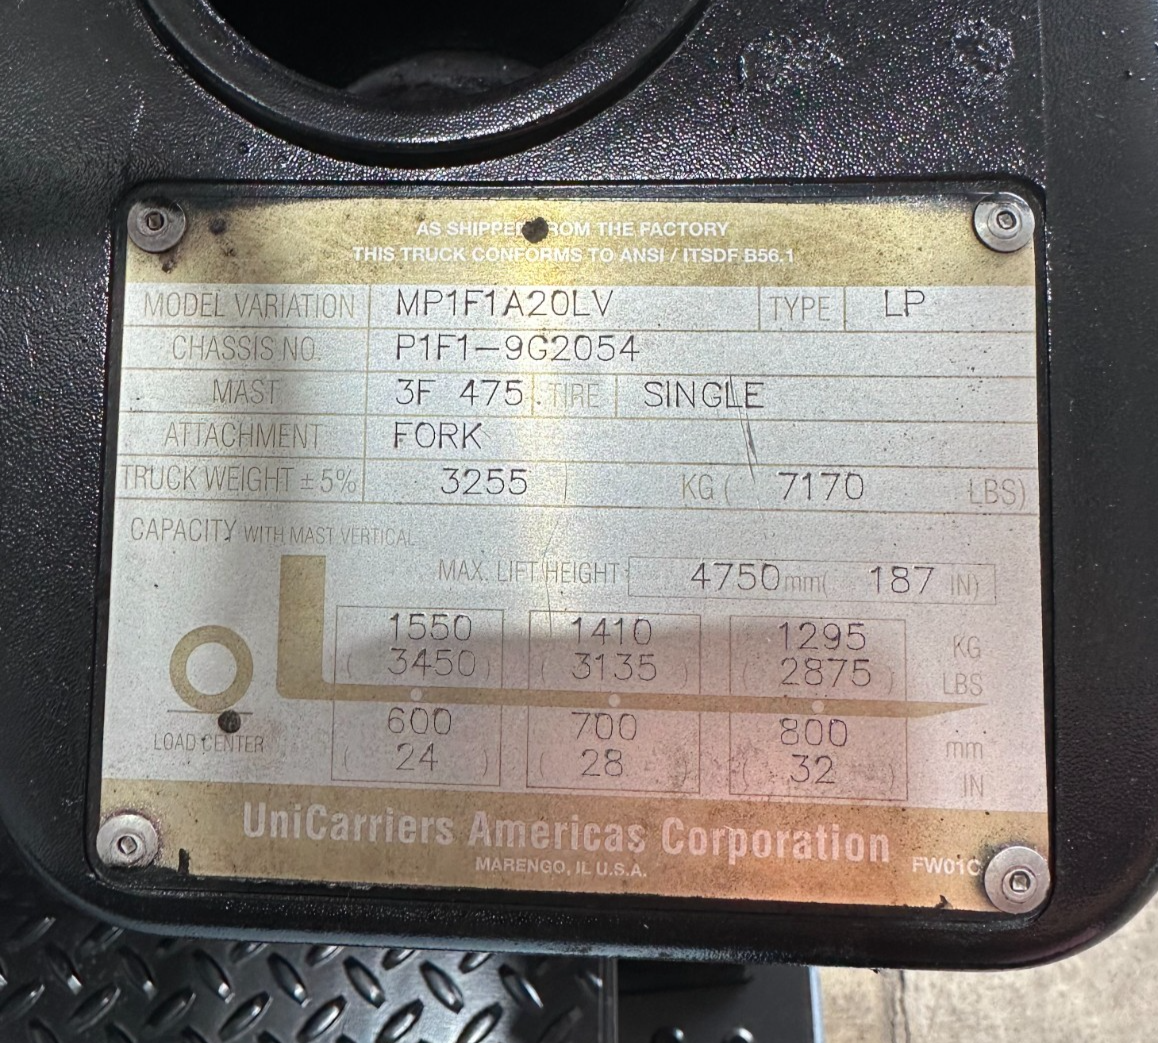 AS SHIPPED FROM THE FACTORY
THIS TRUCK CONFORMS TO ANSI / ITSDF B56.1
MODEL VARIATION MP1F1A20LV TYPE LP
CHASSIS NO. P1F1-9G2054
MAST 3F 475 TIRE SINGLE
ATTACHMENT FORK
TRUCK WEIGHT ±5% 3255 KG ( 7170 LBS)
CAPACITY WITH MAST VERTICAL
MAX. LIFT HEIGHT 4750 mm( 187 IN)
1550 1410 1295 KG
( 3450 ) ( 3135 ) ( 2875 ) LBS
600 700 800 mm
LOAD CENTER ( 24 ) ( 28 ) ( 32 ) IN
UniCarriers Americas Corporation
MARENGO, IL U.S.A. FW01C